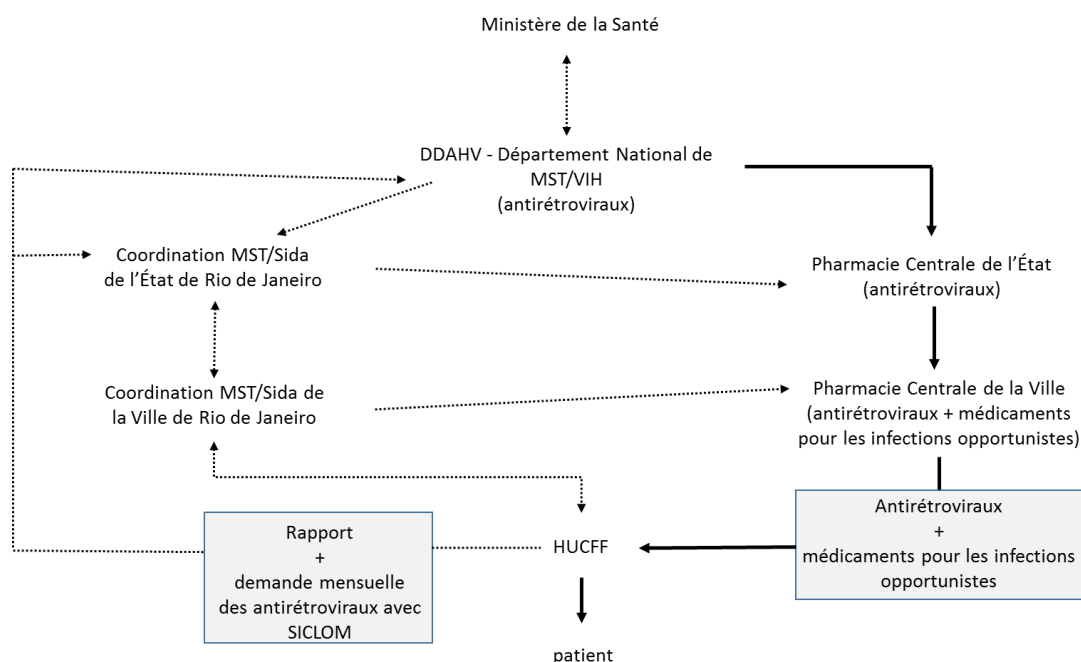 Ministère de la Santé
DDAHV - Département National de
MST/VIH
(antirétroviraux)
Coordination MST/Sida
de l’État de Rio de Janeiro
Pharmacie Centrale de l’État
(antirétroviraux)
Coordination MST/Sida de
la Ville de Rio de Janeiro
Pharmacie Centrale de la Ville
(antirétroviraux + médicaments
pour les infections opportunistes)
Rapport
+
demande mensuelle
des antirétroviraux avec
SICLOM
HUCFF
Antirétroviraux
+
médicaments pour les infections
opportunistes
patient